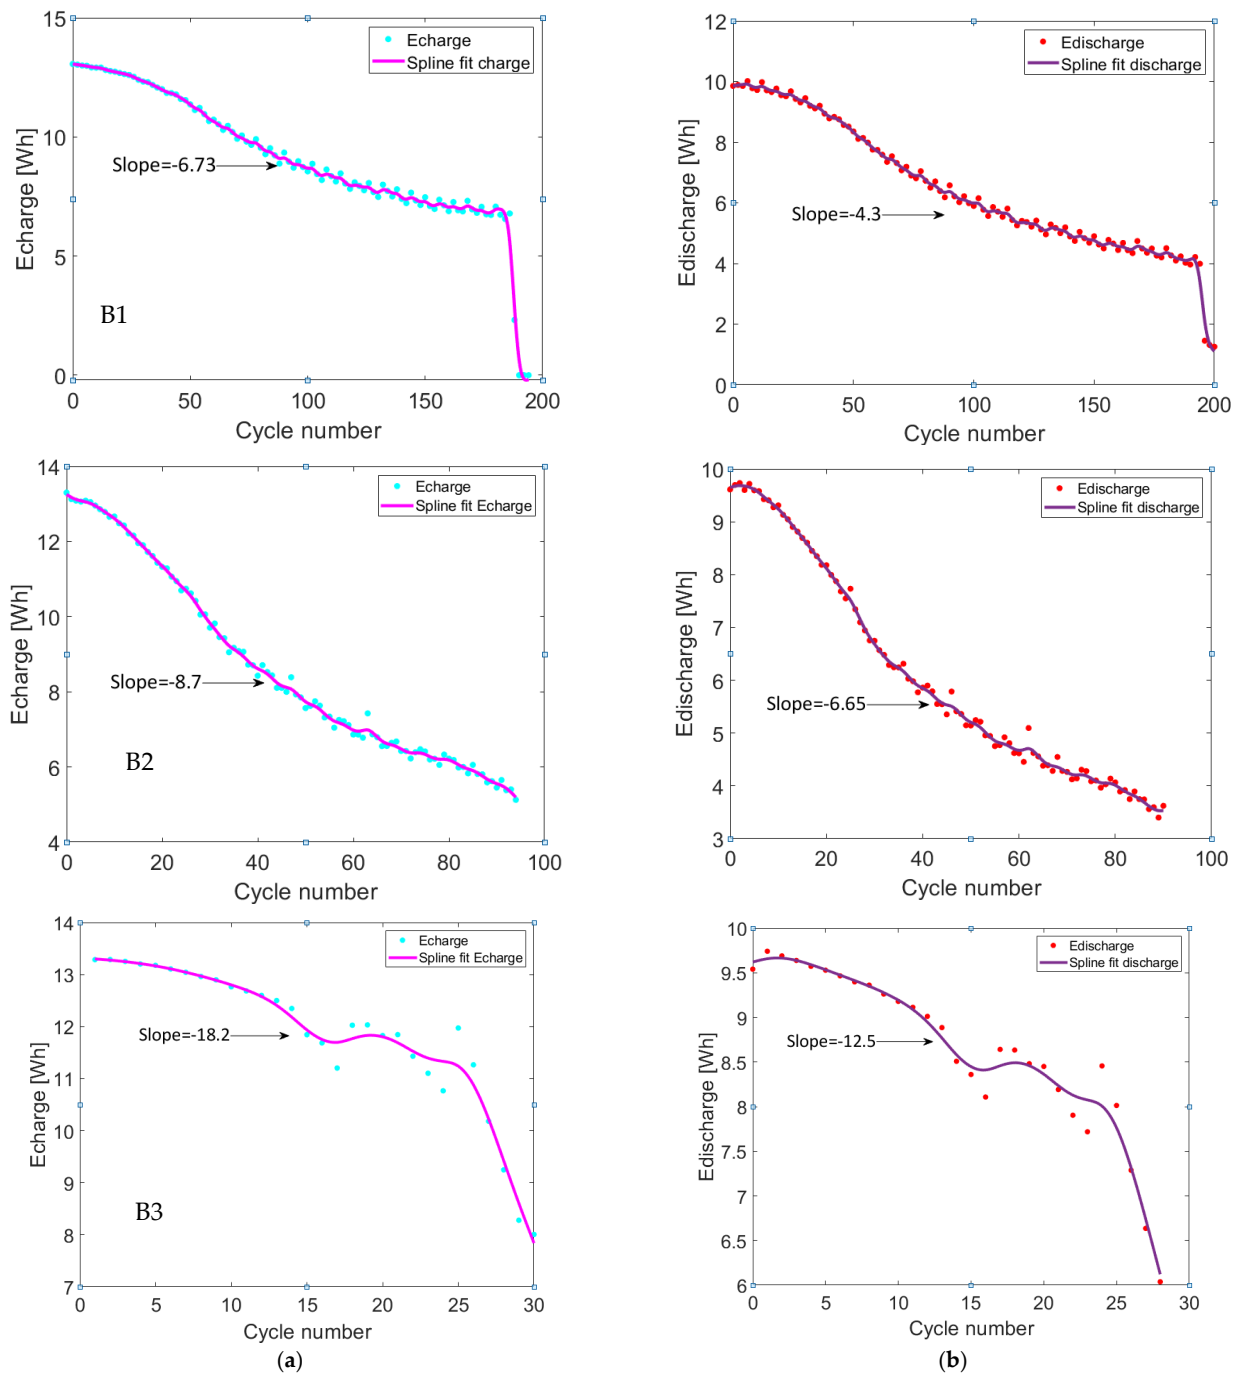 15
10
5
0
Echarge [Wh]
Echarge
Spline fit charge
Slope=-6.73
B1
0 50 100 150 200
Cycle number
12
10
8
6
4
2
0
Edischarge [Wh]
Edischarge
Spline fit discharge
Slope=-4.3
0 50 100 150 200
Cycle number
14
12
10
8
6
4
Echarge [Wh]
Echarge
Spline fit Echarge
Slope=-8.7
B2
0 20 40 60 80 100
Cycle number
10
9
8
7
6
5
4
3
Edischarge [Wh]
Edischarge
Spline fit discharge
Slope=-6.65
0 20 40 60 80 100
Cycle number
14
13
12
11
10
9
8
7
Echarge [Wh]
Echarge
Spline fit Echarge
Slope=-18.2
B3
0 5 10 15 20 25 30
Cycle number
(a)
10
9.5
9
8.5
8
7.5
7
6.5
6
Edischarge [Wh]
Edischarge
Spline fit discharge
Slope=-12.5
0 5 10 15 20 25 30
Cycle number
(b)